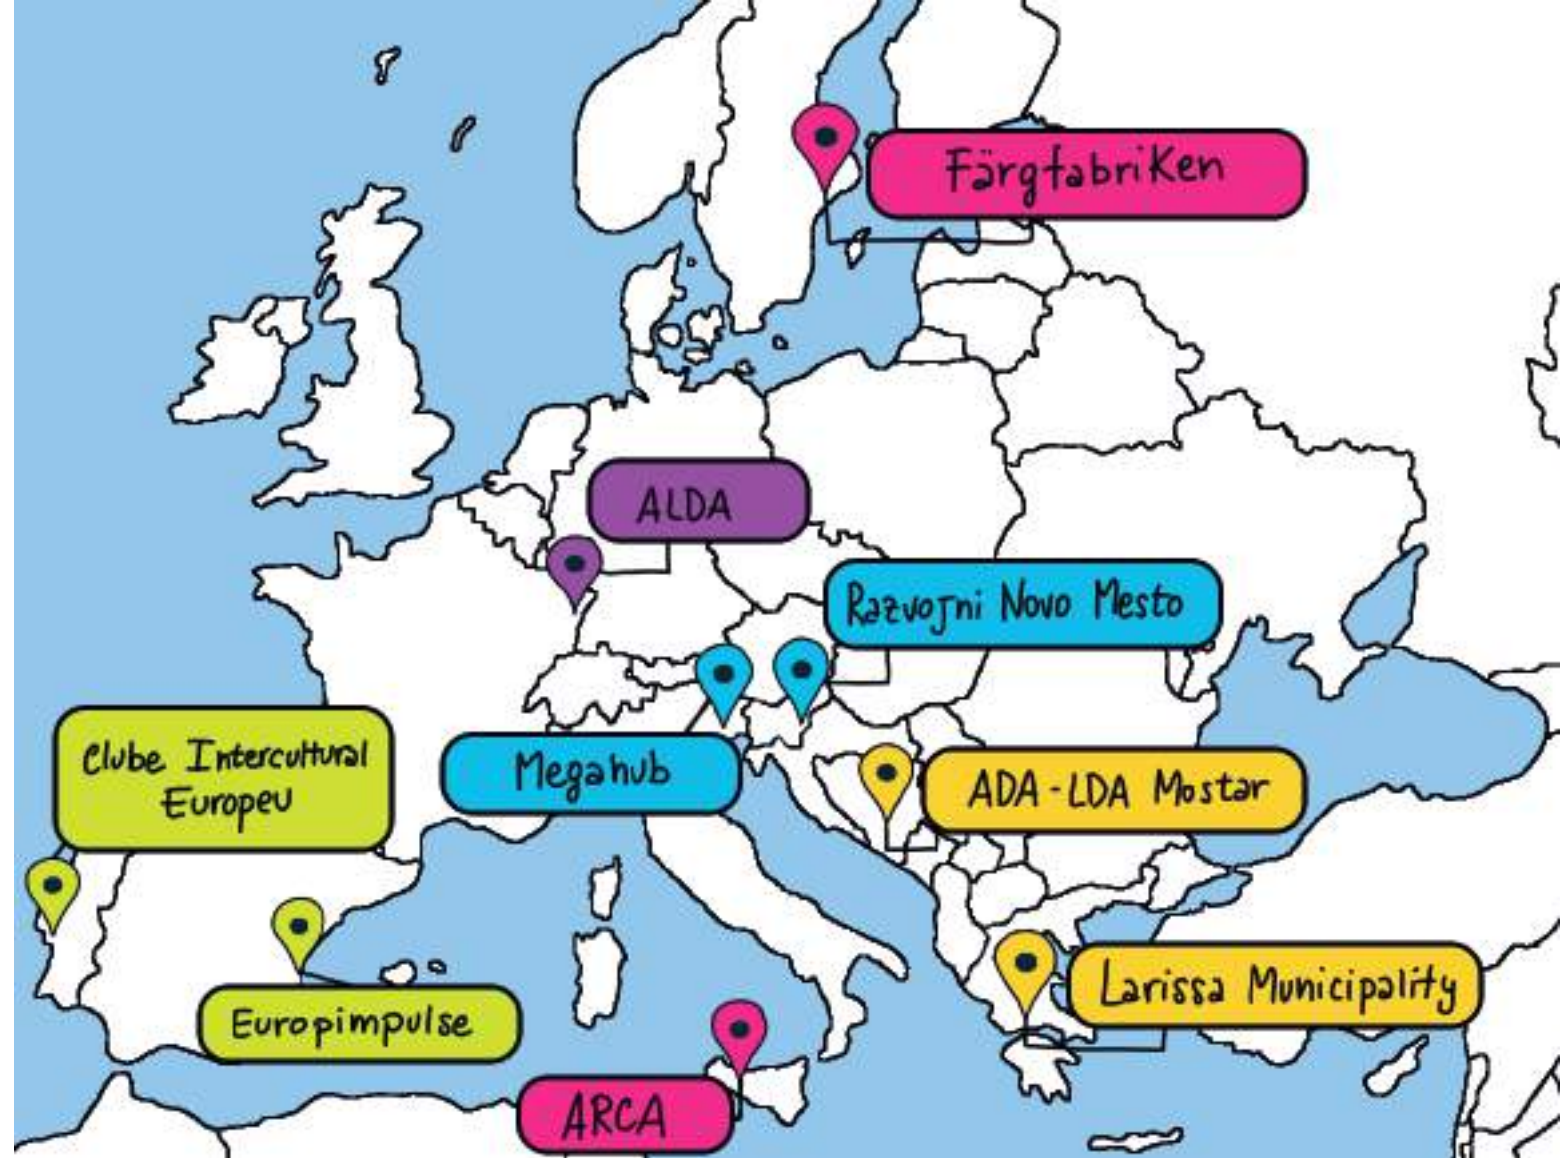 Färgfabriken
ALDA
Razvojni Novo Mesto
Clube Intercultural
Europeu
Megahub
ADA-LDA Mostar
Larissa Municipality
Europimpulse
ARCA